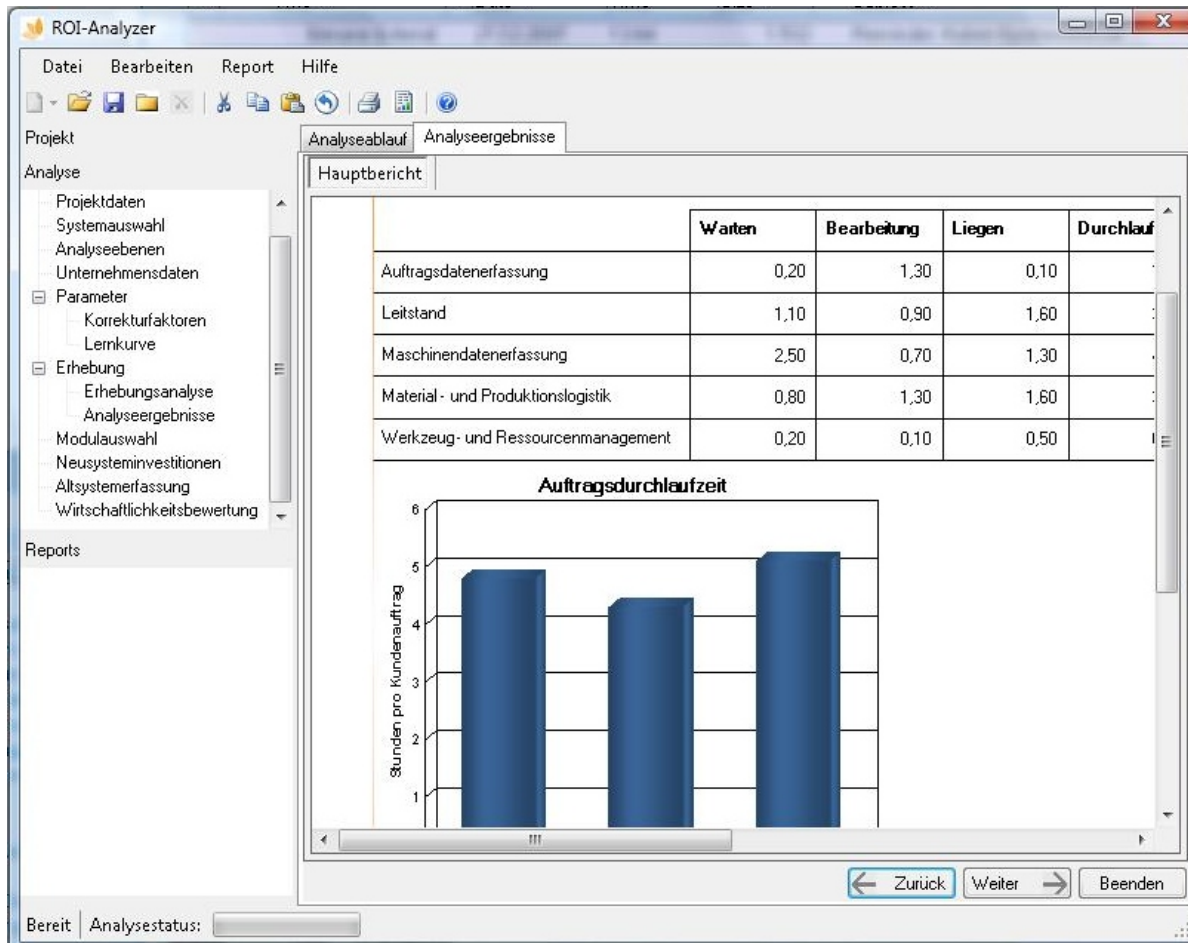 ROI-Analyzer
Datei Bearbeiten Report Hilfe
Projekt
Analyse
Projektdaten
Systemauswahl
Analyseebenen
Unternehmensdaten
Parameter
Korrekturfaktoren
Lernkurve
Erhebung
Erhebungsanalyse
Analyseergebnisse
Modulauswahl
Neusysteminvestitionen
Altsystemerfassung
Wirtschaftlichkeitsbewertung
Reports
Analyseablauf Analyseergebnisse
Hauptbericht
Warten Bearbeitung Liegen Durchlauf
Auftragsdatenerfassung 0,20 1,30 0,10
Leitstand 1,10 0,90 1,60
Maschinendatenerfassung 2,50 0,70 1,30
Material- und Produktionslogistik 0,80 1,30 1,60
Werkzeug- und Ressourcenmanagement 0,20 0,10 0,50
Auftragsdurchlaufzeit
Stunden pro Kundenauftrag
6
5
4
3
2
1
Zurück Weiter Beenden
Bereit Analysestatus: